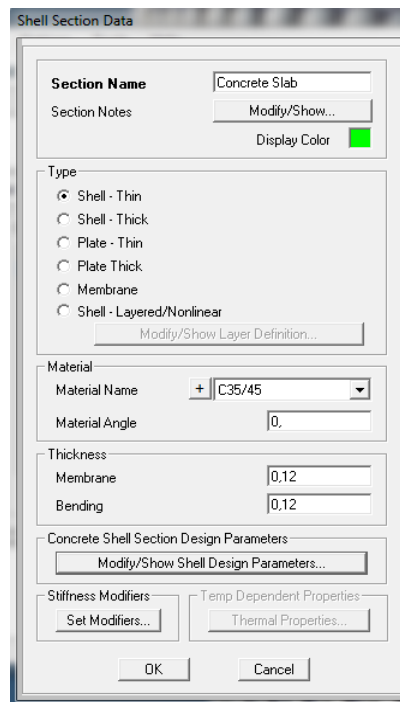 Shell Section Data
Section Name Concrete Slab
Section Notes Modify/Show...
Display Color
Type
Shell - Thin
Shell - Thick
Plate - Thin
Plate Thick
Membrane
Shell - Layered/Nonlinear
Modify/Show Layer Definition...
Material
Material Name + C35/45
Material Angle 0,
Thickness
Membrane 0,12
Bending 0,12
Concrete Shell Section Design Parameters
Modify/Show Shell Design Parameters...
Stiffness Modifiers Temp Dependent Properties
Set Modifiers... Thermal Properties...
OK Cancel